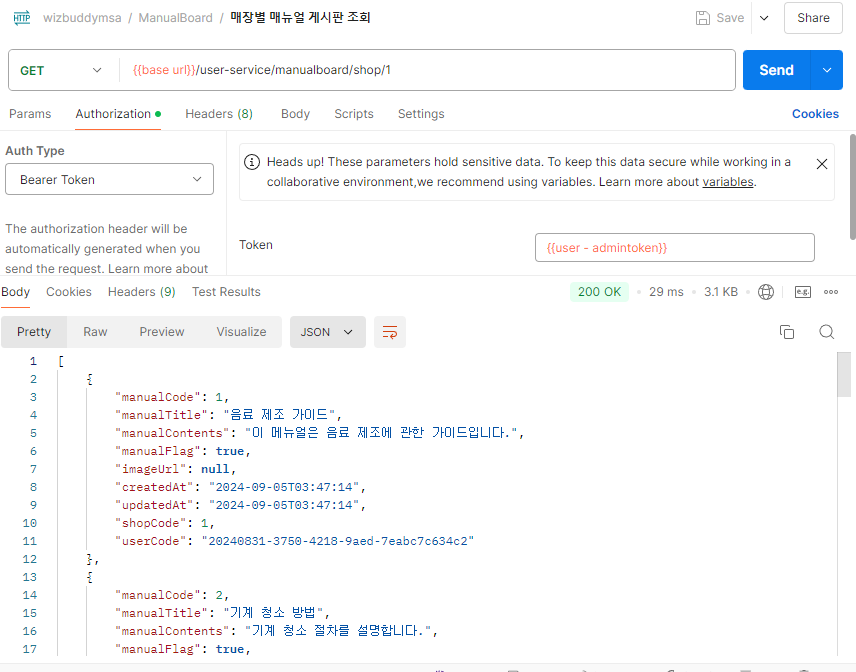 HTTP wizbuddymsa / ManualBoard / 매장별 매뉴얼 게시판 조회 Save Share
GET {{base url}}/user-service/manualboard/shop/1 Send
Params Authorization Headers (8) Body Scripts Settings Cookies
Auth Type
Bearer Token
The authorization header will be
automatically generated when you
send the request. Learn more about
Heads up! These parameters hold sensitive data. To keep this data secure while working in a
collaborative environment,we recommend using variables. Learn more about variables.
Token {{user - admintoken}}
Body Cookies Headers (9) Test Results 200 OK 29 ms 3.1 KB e.g.
Pretty Raw Preview Visualize JSON
1 [
2 {
3 "manualCode": 1,
4 "manualTitle": "음료 제조 가이드",
5 "manualContents": "이 메뉴얼은 음료 제조에 관한 가이드입니다.",
6 "manualFlag": true,
7 "imageUrl": null,
8 "createdAt": "2024-09-05T03:47:14",
9 "updatedAt": "2024-09-05T03:47:14",
10 "shopCode": 1,
11 "userCode": "20240831-3750-4218-9aed-7eabc7c634c2"
12 },
13 {
14 "manualCode": 2,
15 "manualTitle": "기계 청소 방법",
16 "manualContents": "기계 청소 절차를 설명합니다.",
17 "manualFlag": true,